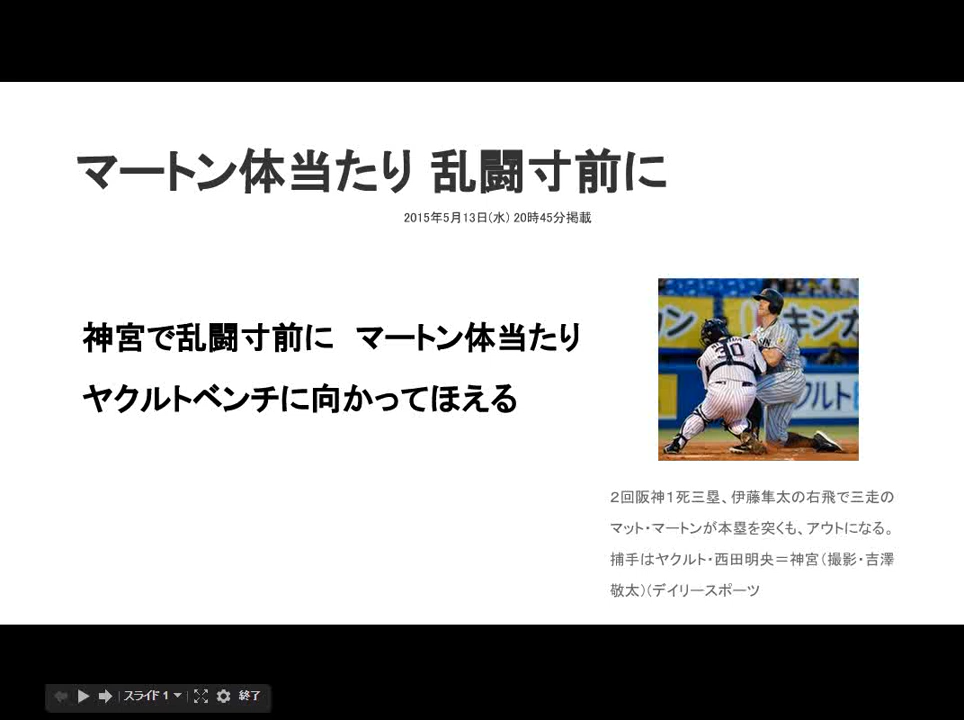 マートン体当たり 乱闘寸前に
2015年5月13日(水) 20時45分掲載
神宮で乱闘寸前に　マートン体当たり
ヤクルトベンチに向かってほえる
30
キンカ
クルト
２回阪神１死三塁、伊藤隼太の右飛で三走の
マット・マートンが本塁を突くも、アウトになる。
捕手はヤクルト・西田明央＝神宮（撮影・吉澤
敬太）（デイリースポーツ
スライド 1
終了